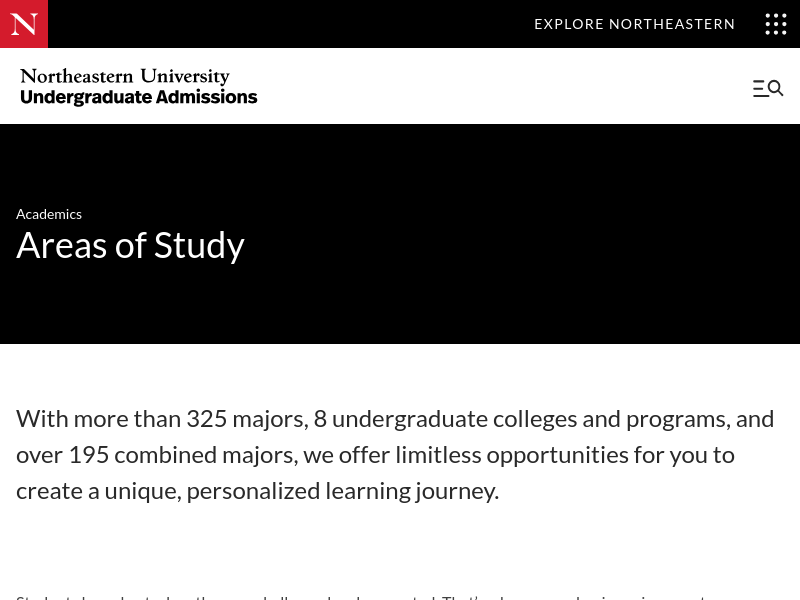 N
EXPLORE NORTHEASTERN
Northeastern University
Undergraduate Admissions
Academics
Areas of Study
With more than 325 majors, 8 undergraduate colleges and programs, and
over 195 combined majors, we offer limitless opportunities for you to
create a unique, personalized learning journey.